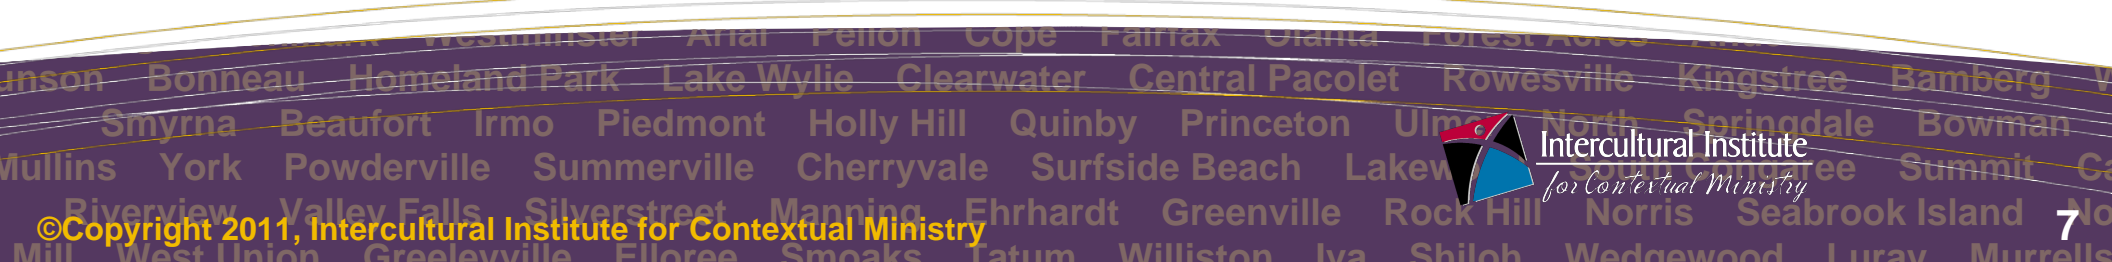 Westminster Arial Pelion Cope Fairfax Olanta Forest Acres
Bonneau Homeland Park Lake Wylie Clearwater Central Pacolet Rowesville Kingstree Bamberg
Smyrna Beaufort Irmo Piedmont Holly Hill Quinby Princeton North Springdale Bowman
Mullins York Powderville Summerville Cherryvale Surfside Beach South Congaree Summit
Intercultural Institute
for Contextual Ministry
Riverview Valley Falls Silverstreet Manning Ehrhardt Greenville Rock Hill Norris Seabrook Island
©Copyright 2011, Intercultural Institute for Contextual Ministry
7
Mill West Union Greeleyville Elloree Smoaks Tatum Williston Iva Shiloh Wedgewood Luray Murrells